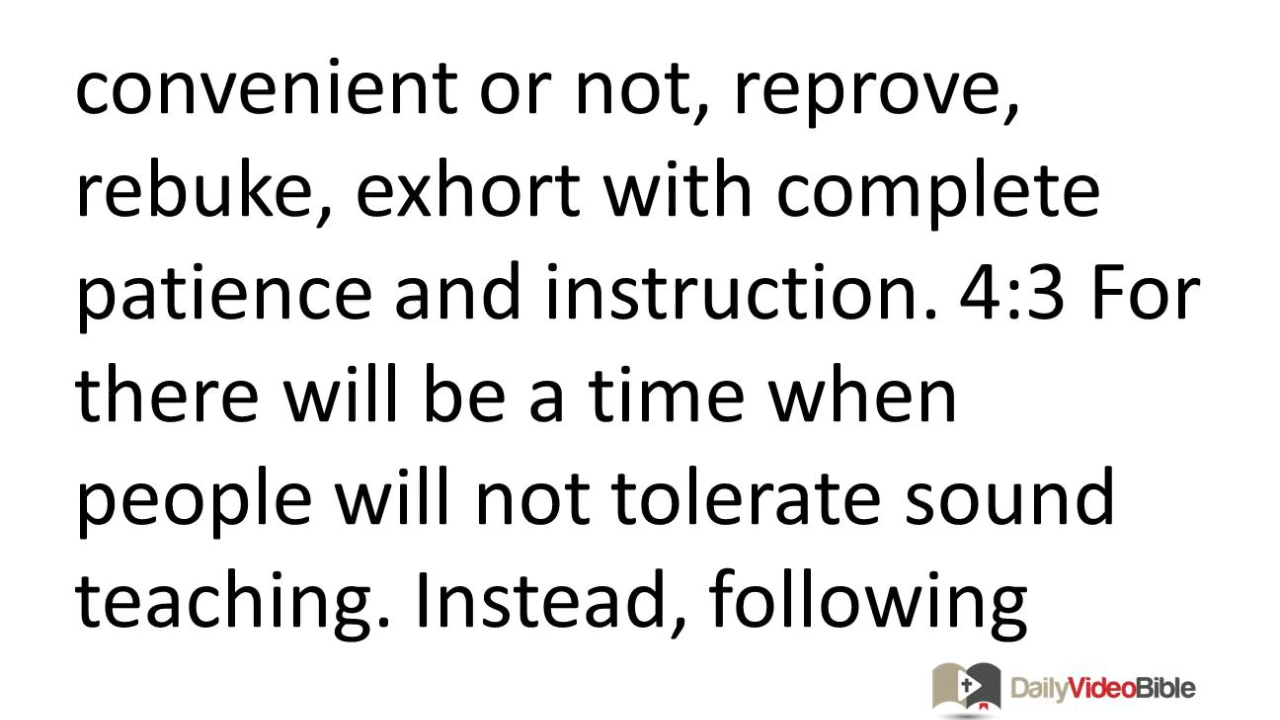 convenient or not, reprove,
rebuke, exhort with complete
patience and instruction. 4:3 For
there will be a time when
people will not tolerate sound
teaching. Instead, following
DailyVideoBible